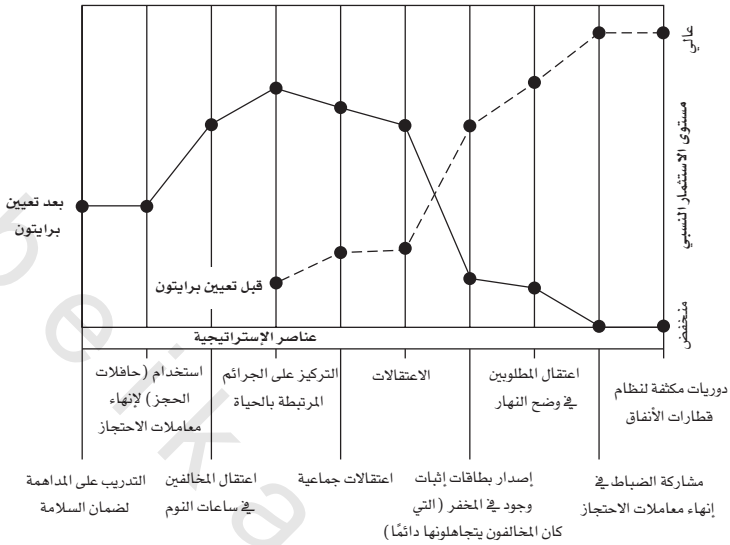 عالي
مستوى الاستثمار النسبي
منخفض
بعد تعيين
برايتون
قبل تعيين برايتون
عناصر الإستراتيجية
دوريات مكثفة لنظام
قطارات الأنفاق
اعتقال المطلوبين
في وضح النهار
الاعتقالات
التركيز على الجرائم
المرتبطة بالحياة
استخدام (حافلات
الحجز) لإنهاء
معاملات الاحتجاز
مشاركة الضباط في
إنهاء معاملات الاحتجاز
إصدار بطاقات إثبات
وجود في المخفر (التي
كان المخالفون يتجاهلونها دائمًا)
اعتقالات جماعية
اعتقال المخالفين
في ساعات النوم
التدريب على المداهمة
لضمان السلامة
beika